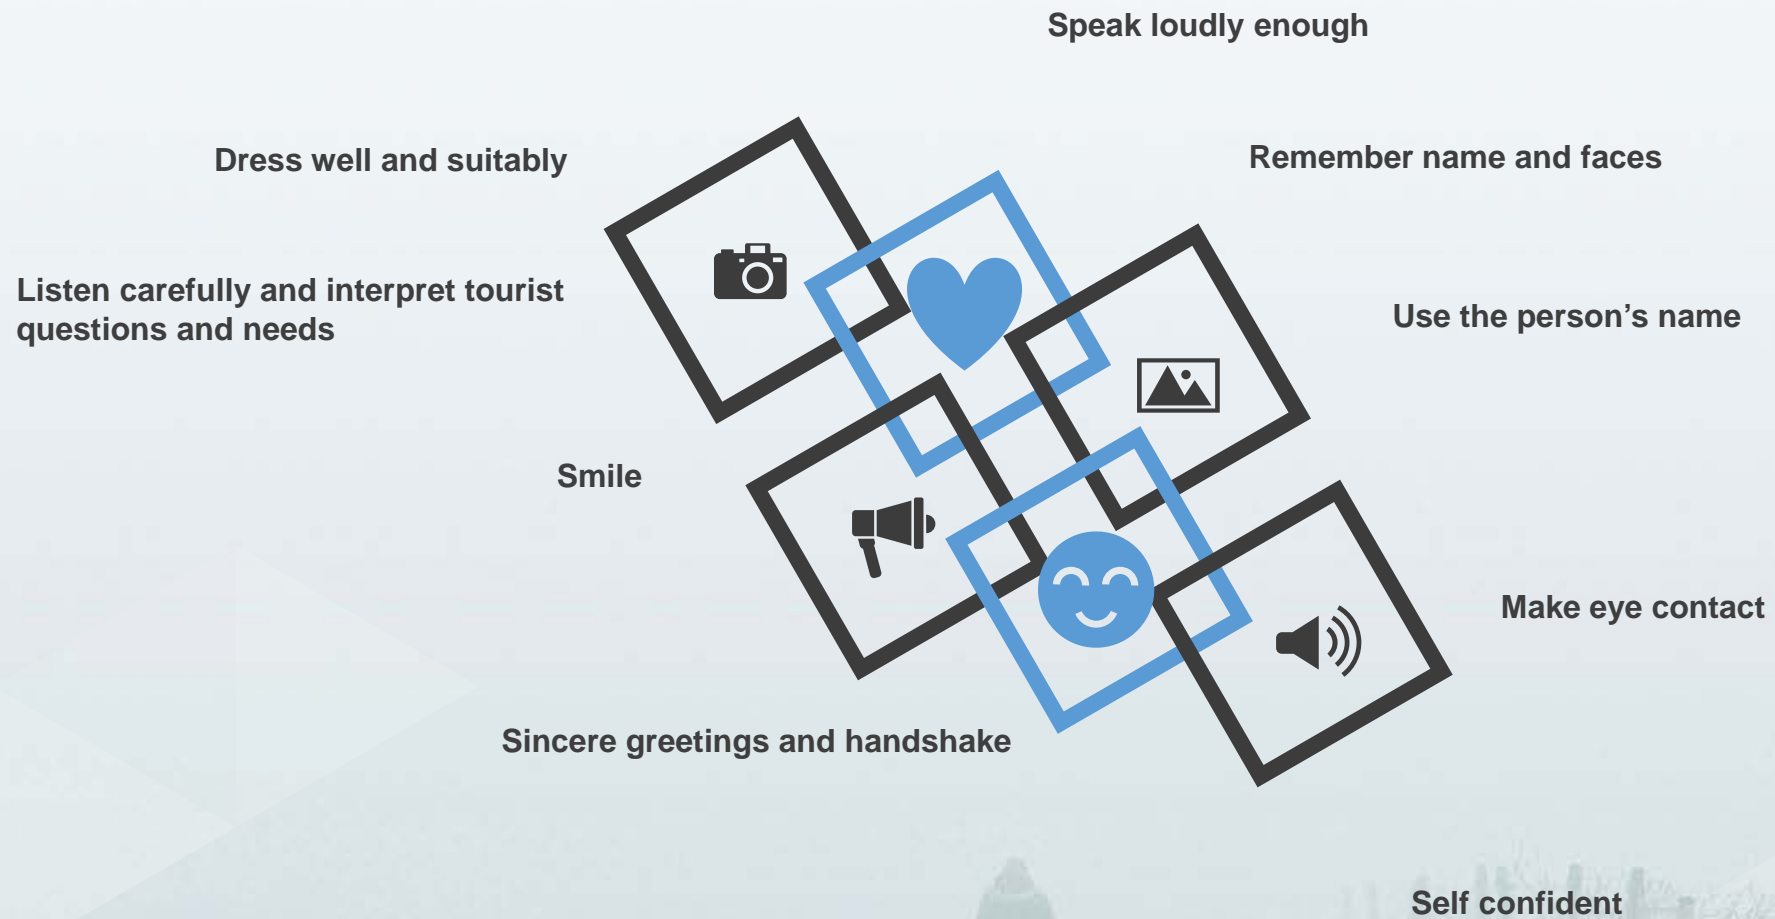 Speak loudly enough
Dress well and suitably
Remember name and faces
Listen carefully and interpret tourist
questions and needs
Use the person’s name
Smile
Make eye contact
Sincere greetings and handshake
Self confident